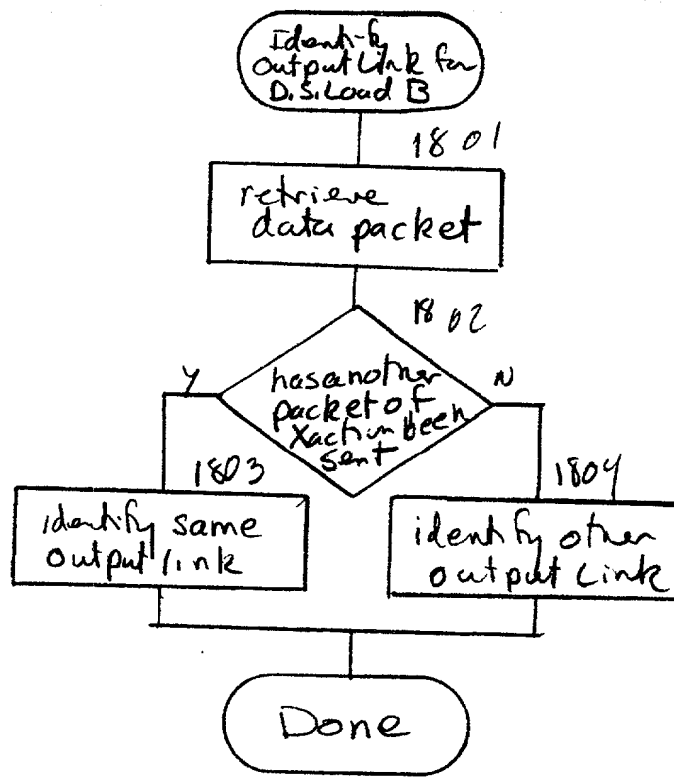 Identify
Output Link for
D.S. Load B
1801
retrieve
data packet
1802
has another
packet of
Xaction been
sent
Y
N
1803
identify same
output link
1804
identify other
output Link
Done